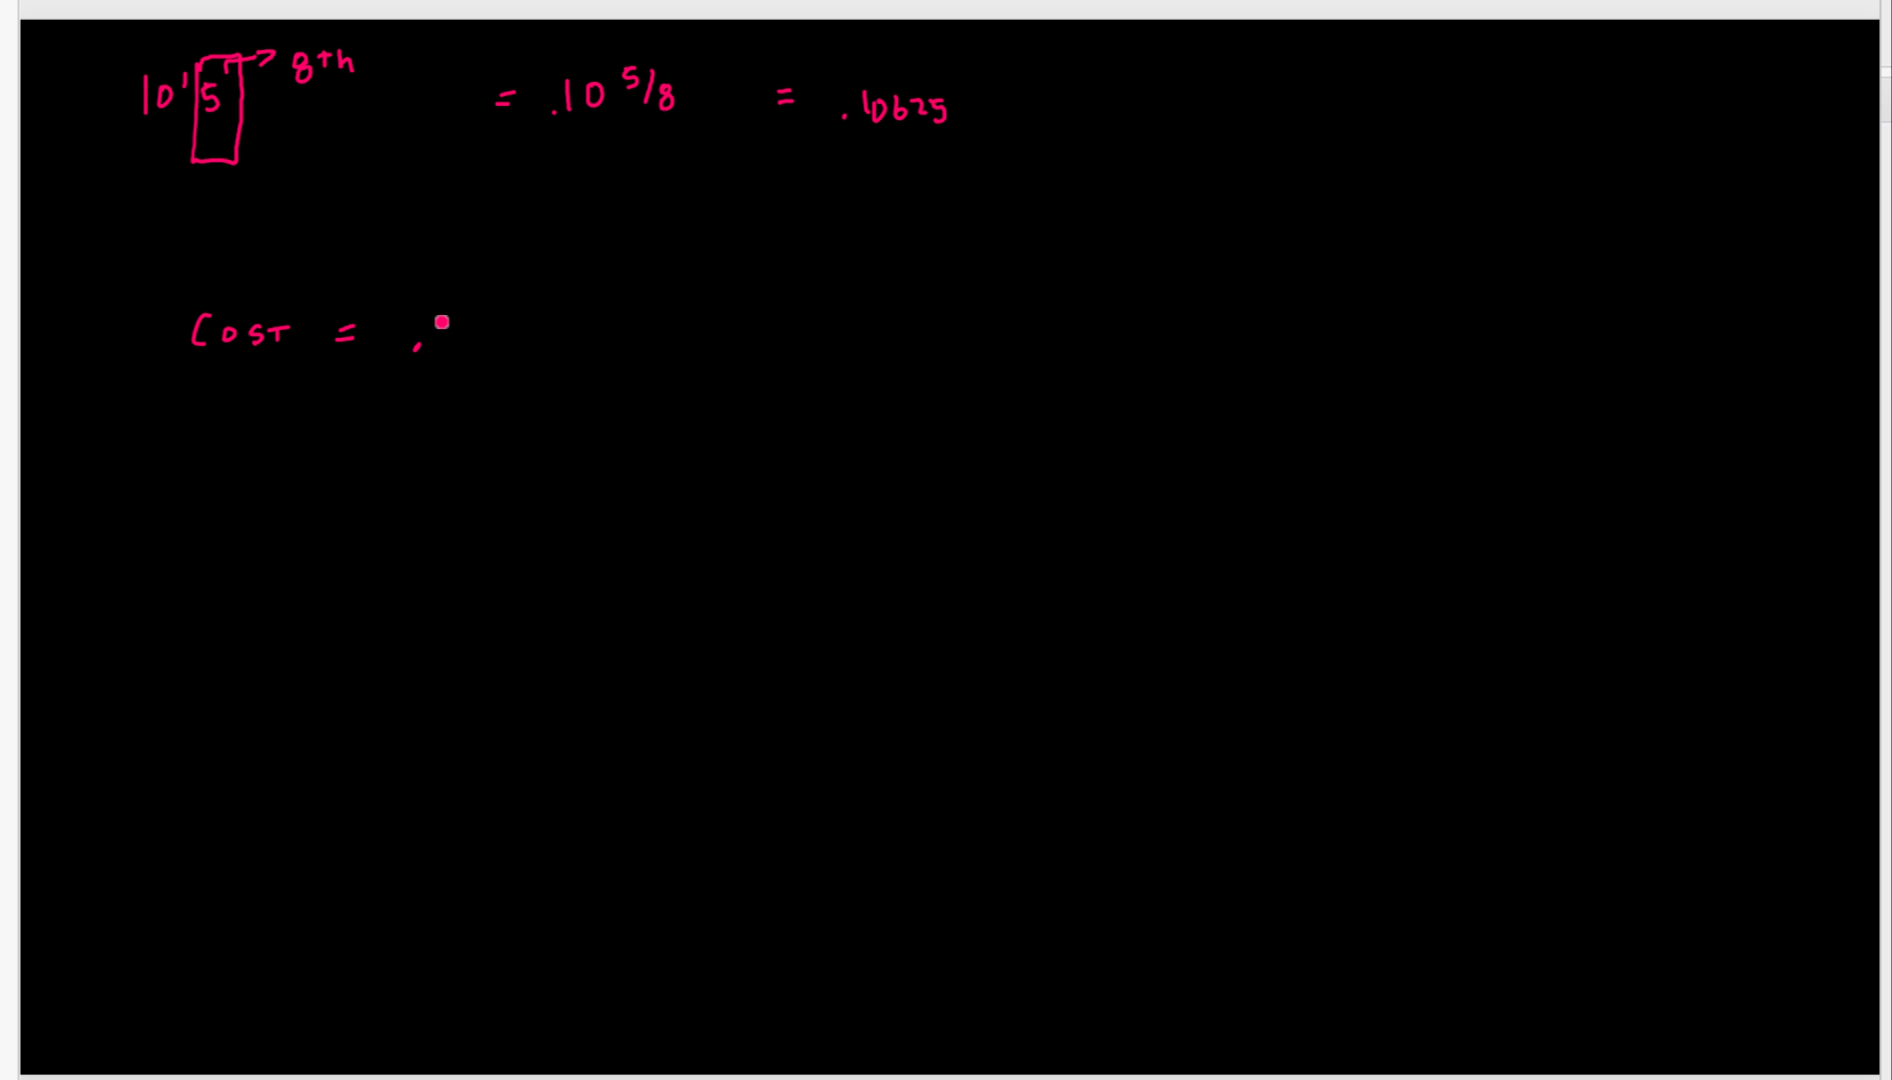 10'5 → 8th = .10 5/8 = .10625
COST = .